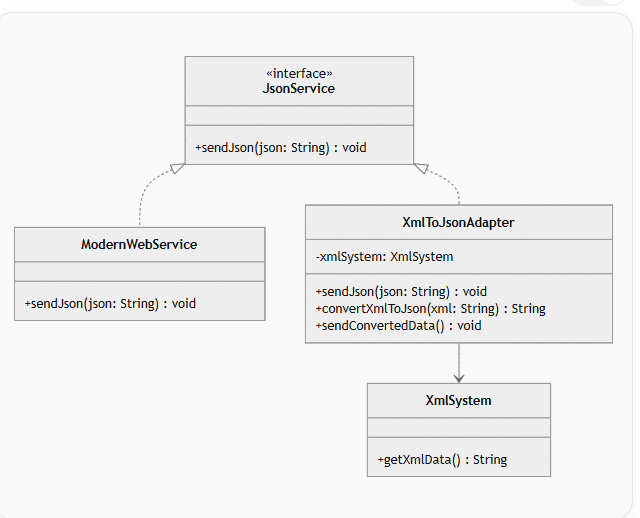 «interface»
JsonService
+sendJson(json: String) : void
ModernWebService
+sendJson(json: String) : void
XmlToJsonAdapter
-xmlSystem: XmlSystem
+sendJson(json: String) : void
+convertXmlToJson(xml: String) : String
+sendConvertedData() : void
XmlSystem
+getXmlData() : String